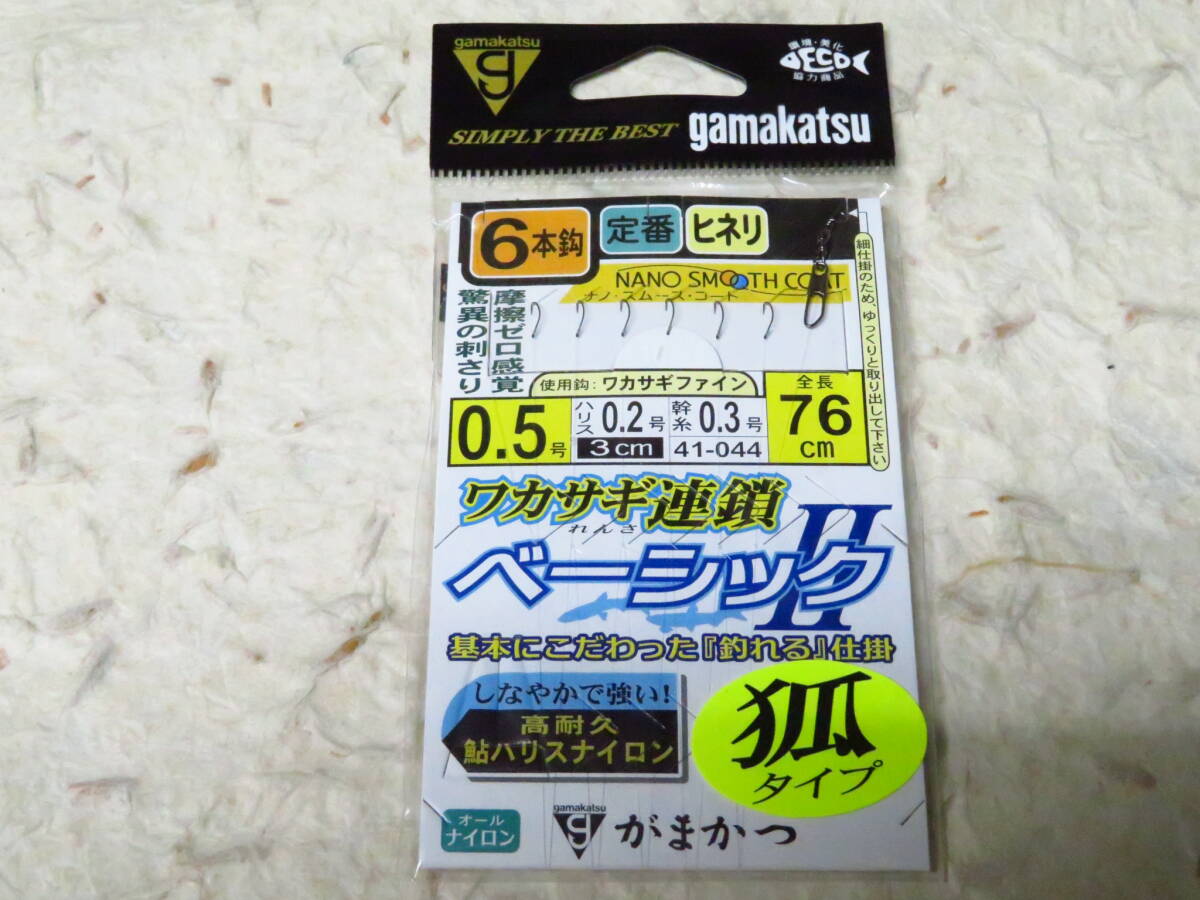 gamakatsu
環境・美化
DECO
協力商品
SIMPLY THE BEST
gamakatsu
6本鈎
定番
ヒネリ
NANO SMOOTH COAT
ナノ・スムース・コート
摩擦ゼロ感覚
驚異の刺さり
細仕掛のため、ゆっくりと取り出して下さい
使用鈎:ワカサギファイン
0.5号
ハリス0.2号
3cm
幹糸0.3号
41-044
全長
76
cm
ワカサギ連鎖
れんさ
ベーシックII
基本にこだわった『釣れる』仕掛
しなやかで強い!
高耐久
鮎ハリスナイロン
狐
タイプ
オール
ナイロン
gamakatsu
がまかつ